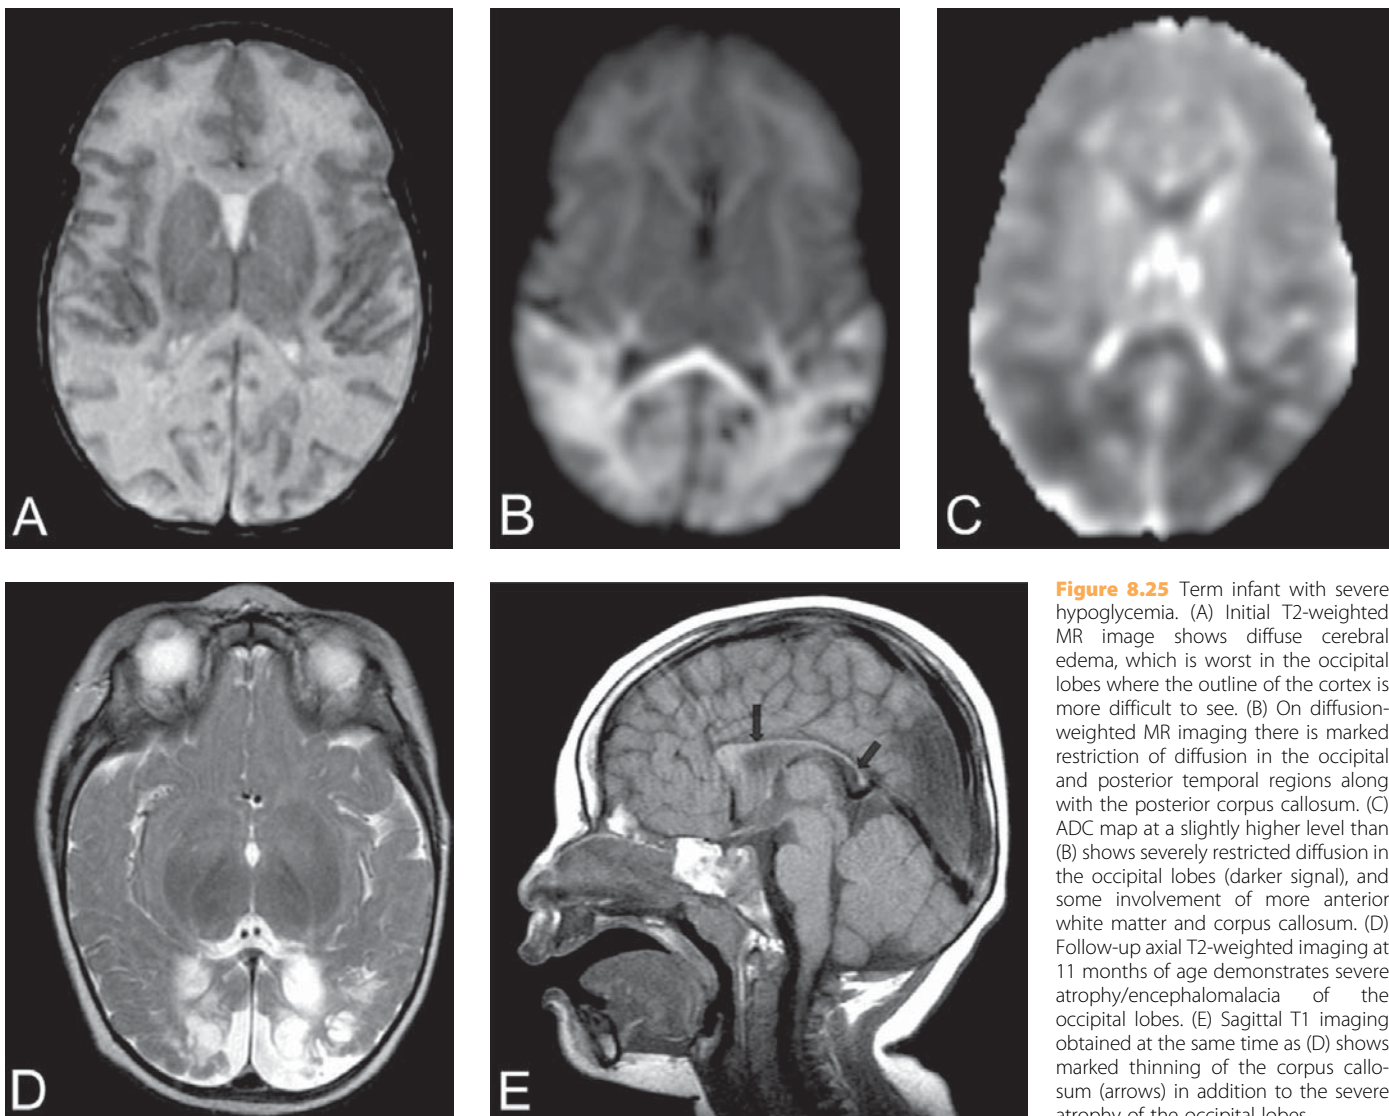 A
B
C
D
E
Figure 8.25 Term infant with severe
hypoglycemia. (A) Initial T2-weighted
MR image shows diffuse cerebral
edema, which is worst in the occipital
lobes where the outline of the cortex is
more difficult to see. (B) On diffusion-
weighted MR imaging there is marked
restriction of diffusion in the occipital
and posterior temporal regions along
with the posterior corpus callosum. (C)
ADC map at a slightly higher level than
(B) shows severely restricted diffusion in
the occipital lobes (darker signal), and
some involvement of more anterior
white matter and corpus callosum. (D)
Follow-up axial T2-weighted imaging at
11 months of age demonstrates severe
atrophy/encephalomalacia of the
occipital lobes. (E) Sagittal T1 imaging
obtained at the same time as (D) shows
marked thinning of the corpus callo-
sum (arrows) in addition to the severe
atrophy of the occipital lobes.